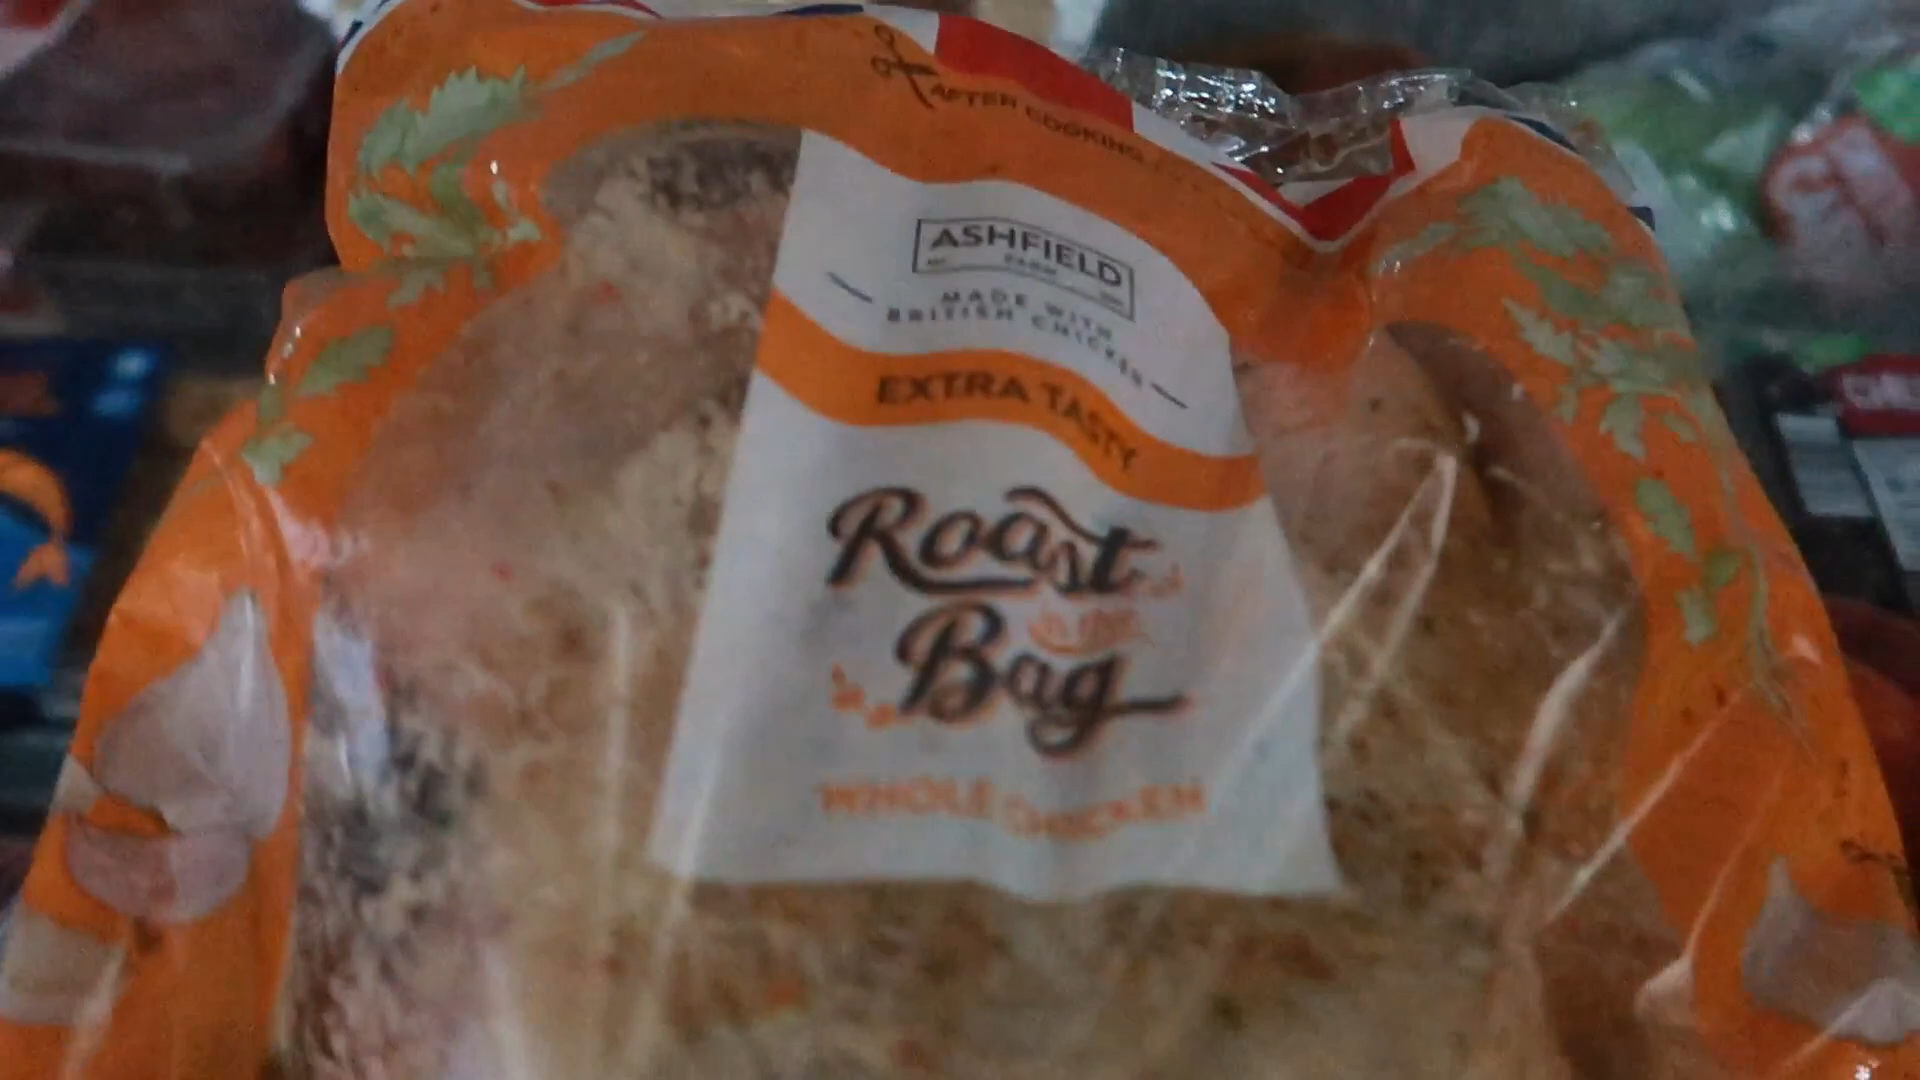 AFTER COOKING
ASHFIELD
FARM
MADE WITH
BRITISH CHICKEN
EXTRA TASTY
Roast
Bag
WHOLE CHICKEN